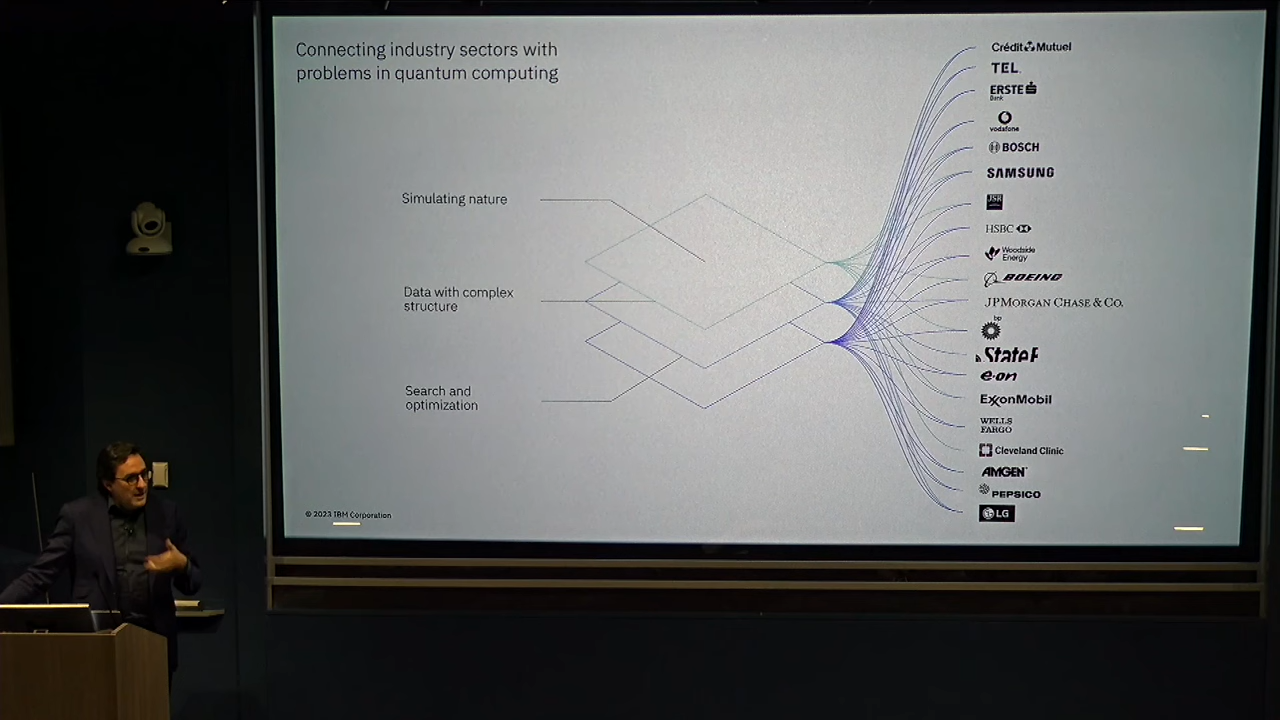 Connecting industry sectors with
problems in quantum computing
Simulating nature
Data with complex
structure
Search and
optimization
Crédit Mutuel
TEL
ERSTE
Bank
vodafone
BOSCH
SAMSUNG
JSR
HSBC
Woodside
Energy
BOEING
JPMORGAN CHASE & CO.
bp
State F
e·on
ExxonMobil
WELLS
FARGO
Cleveland Clinic
AMGEN
PEPSICO
LG
© 2023 IBM Corporation